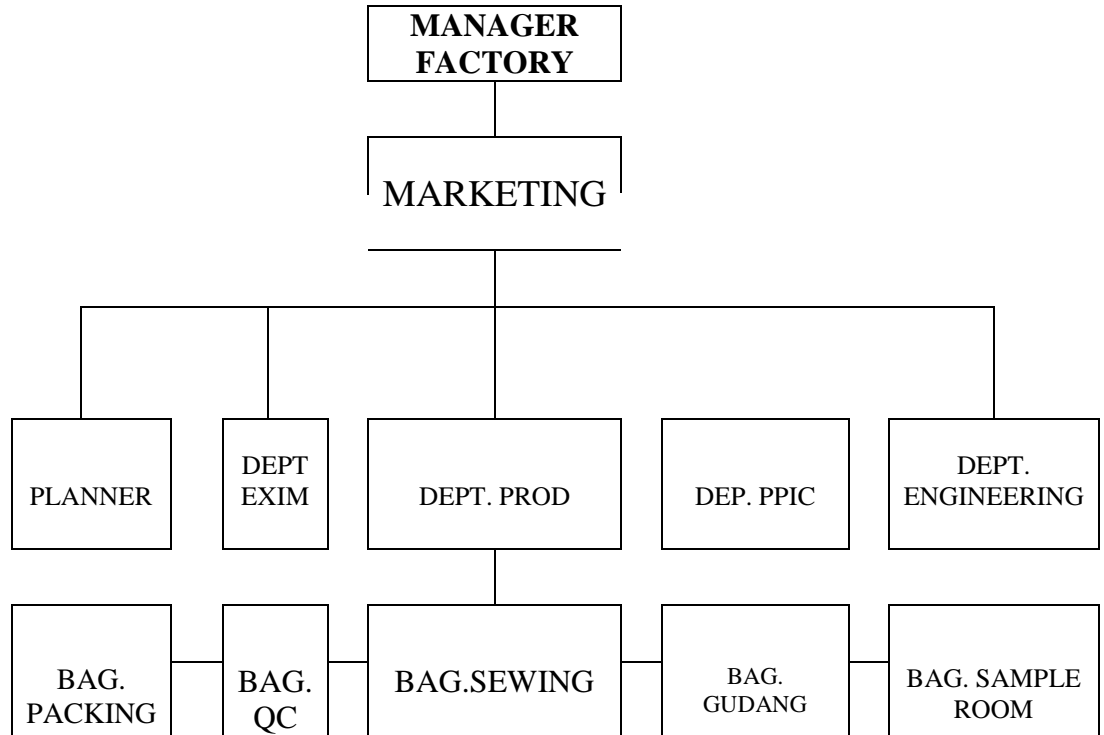 MANAGER
FACTORY
MARKETING
PLANNER
DEPT
EXIM
DEPT. PROD
DEP. PPIC
DEPT.
ENGINEERING
BAG.
PACKING
BAG.
QC
BAG.SEWING
BAG.
GUDANG
BAG. SAMPLE
ROOM